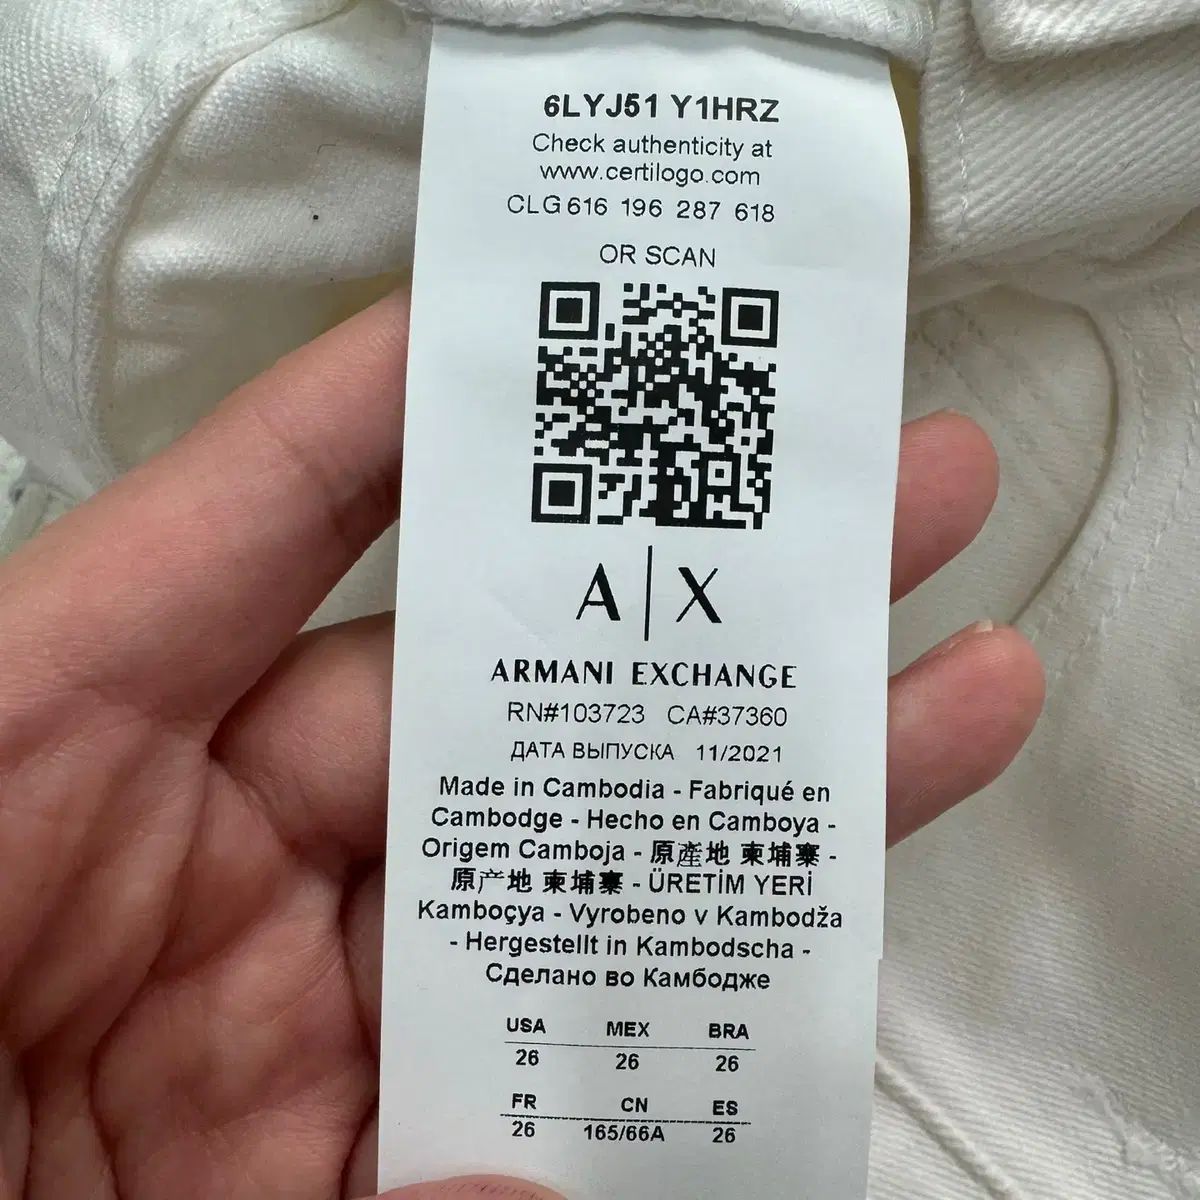 6LYJ51 Y1HRZ
Check authenticity at
www.certilogo.com
CLG 616 196 287 618
OR SCAN
A|X
ARMANI EXCHANGE
RN#103723 CA#37360
ДАТА ВЫПУСКА 11/2021
Made in Cambodia - Fabriqué en
Cambodge - Hecho en Camboya -
Origem Camboja - 原產地 柬埔寨 -
原产地 柬埔寨 - ÜRETİM YERİ
Kamboçya - Vyrobeno v Kambodža
- Hergestellt in Kambodscha -
Сделано во Камбодже
USA MEX BRA
26 26 26
FR CN ES
26 165/66A 26